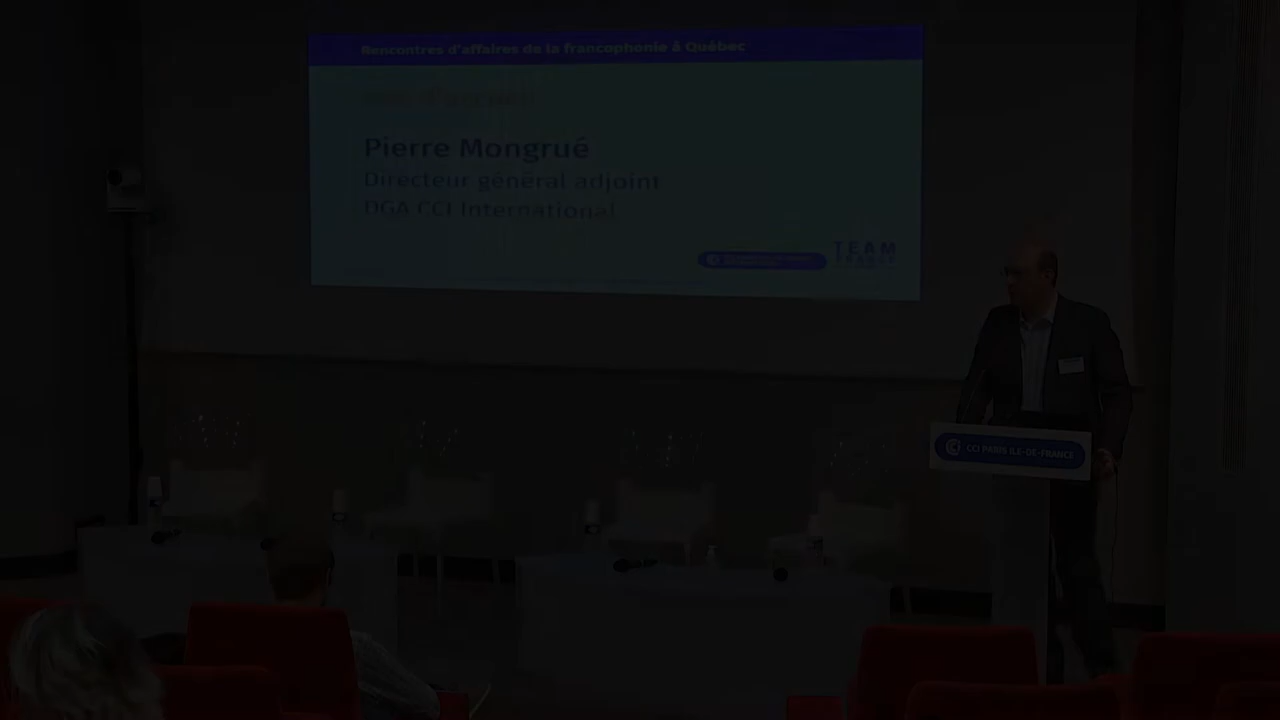 Rencontres d'affaires de la francophonie à Québec
Pierre Mongrué
Directeur général adjoint
DGA CCI International
TEAM
FRANCE
CCI PARIS ILE-DE-FRANCE